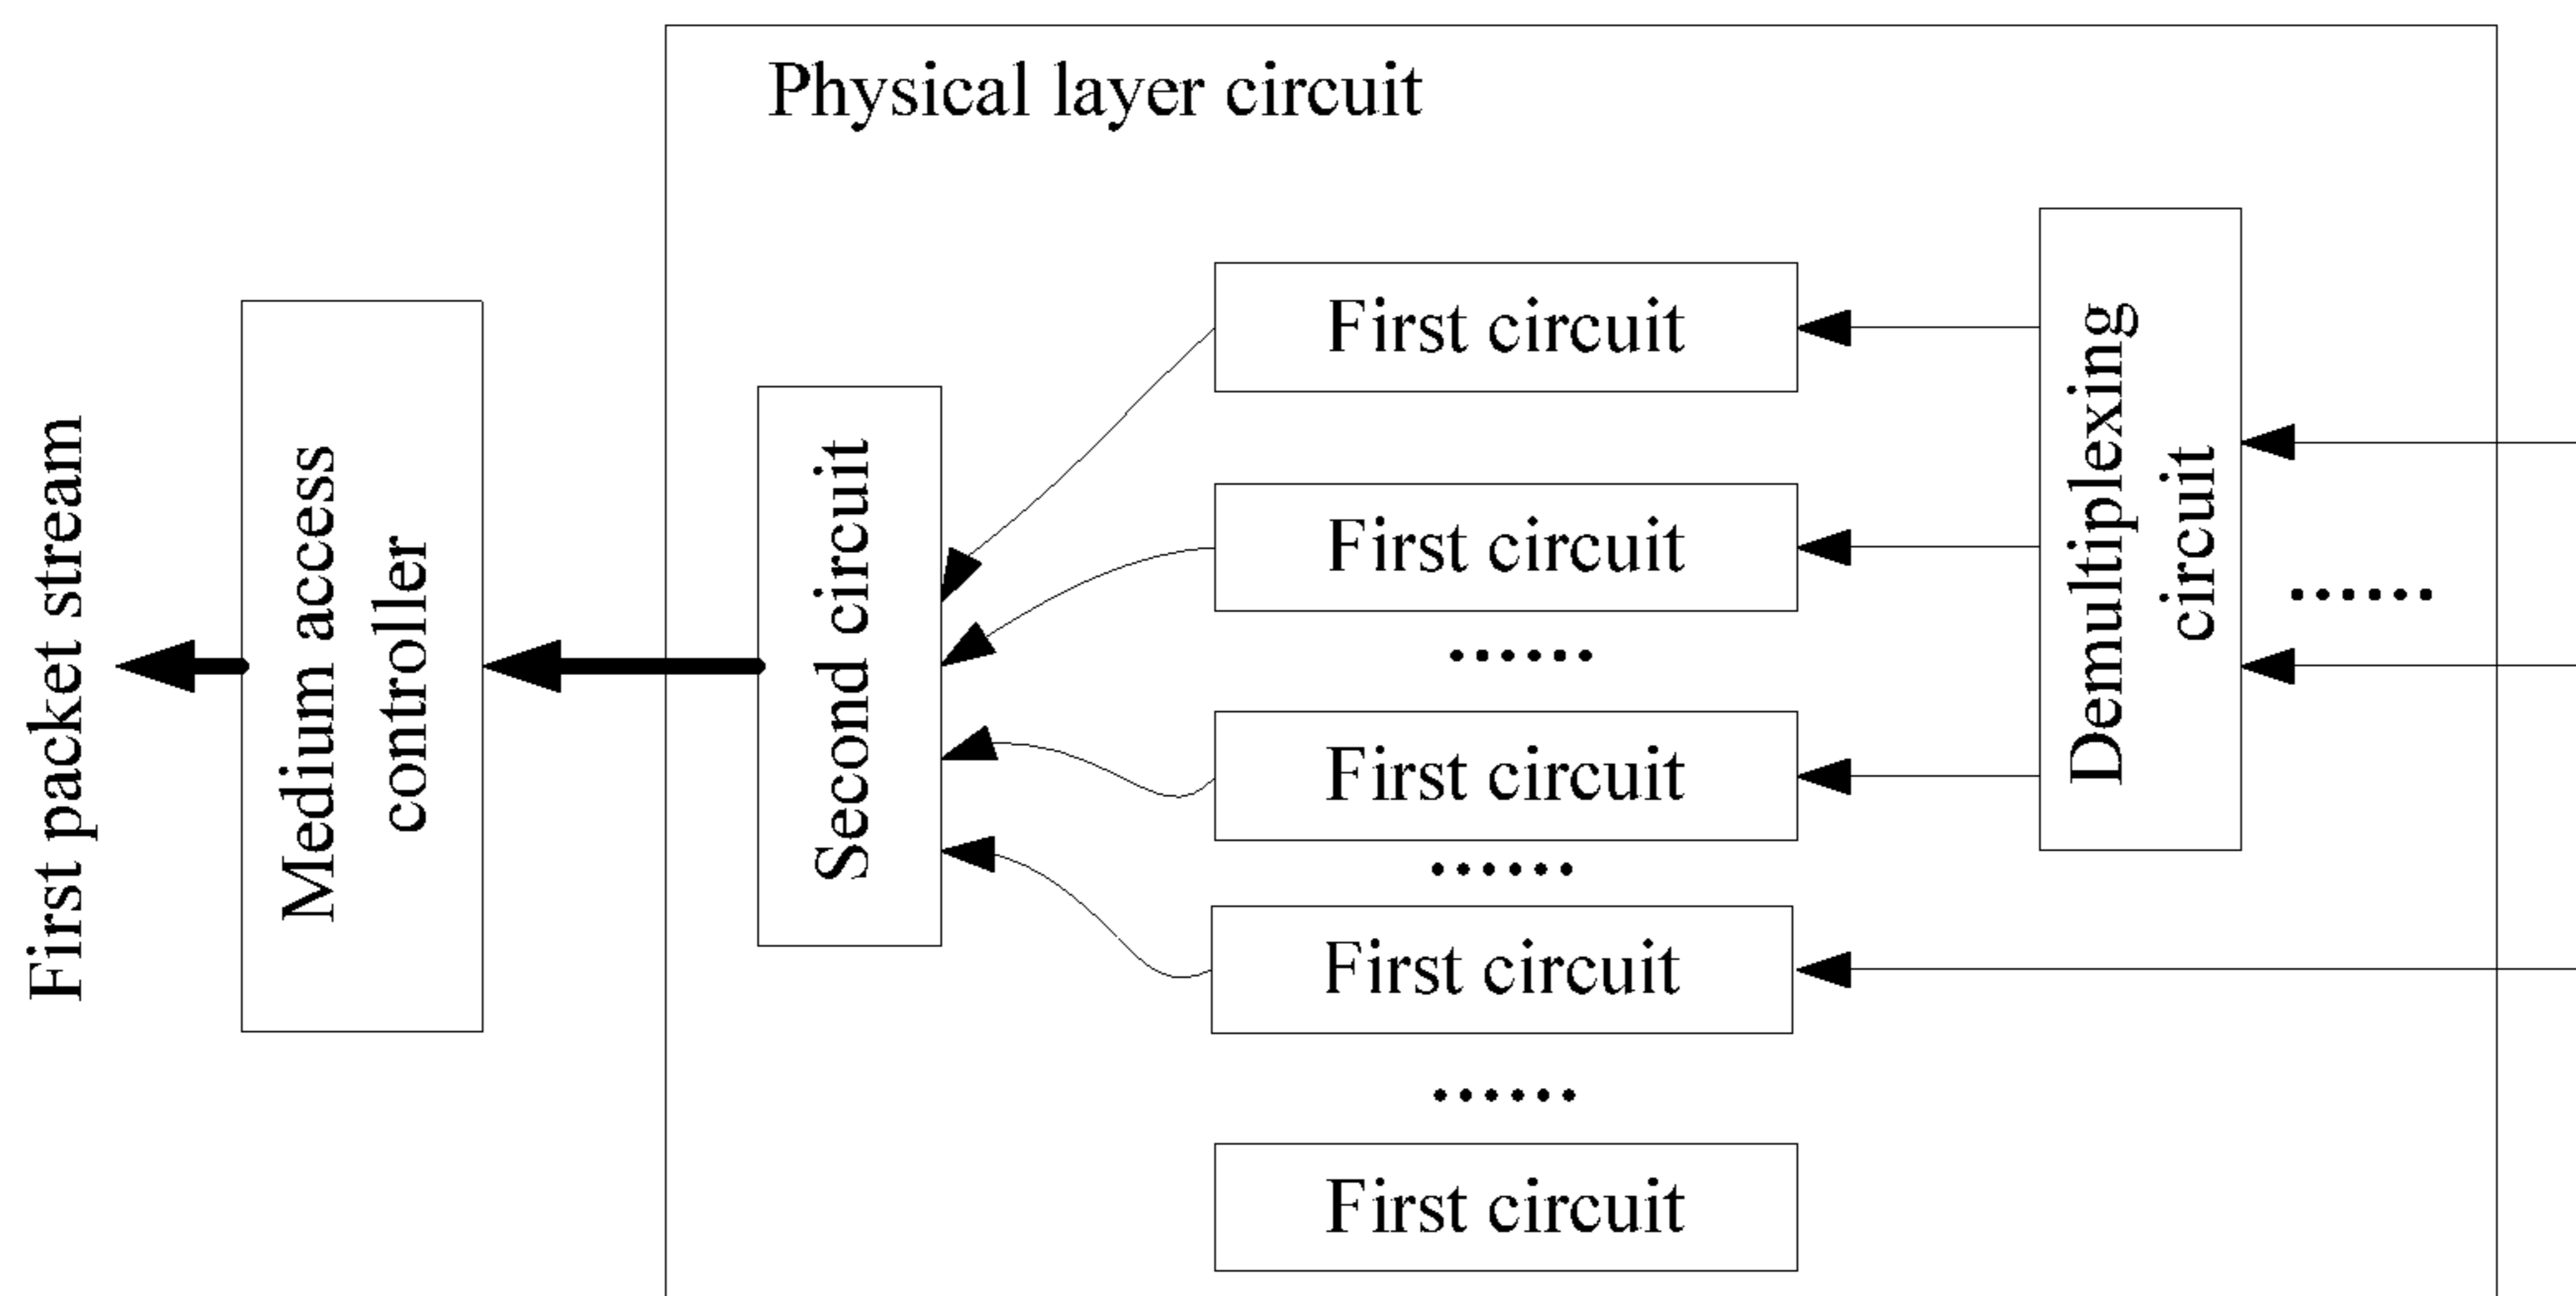 Physical layer circuit
First packet stream
Medium access
controller
Second circuit
First circuit
First circuit
......
First circuit
......
First circuit
......
First circuit
Demultiplexing
circuit
......